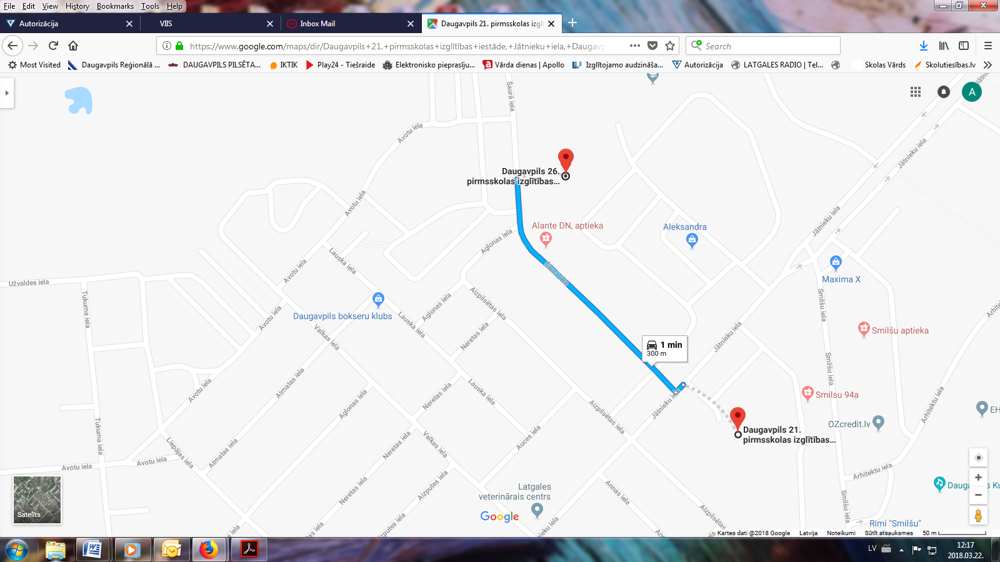 File Edit View History Bookmarks Tools Help
Autorizācija
VIIS
Inbox Mail
Daugavpils 21. pirmsskolas izgl
https://www.google.com/maps/dir/Daugavpils+21.+pirmsskolas+izglītības+iestāde,+Jātnieku+iela,+Daugavp
Search
Most Visited
Daugavpils Reģionālā ...
DAUGAVPILS PILSĒTA...
IKTIK
Play24 - Tiešraide
Elektronisko pieprasīju...
Vārda dienas | Apollo
Izglītojamo audzināša...
Autorizācija
LATGALES RADIO | Tel...
Skolas Vārds
Skolutiesības.lv
A
Šaurā iela
Avotu iela
Jātnieku iela
Jātnieku iela
Daugavpils 26.
pirmsskolas izglītības...
Avotu iela
Jātnieku iela
Alante DN, aptieka
Aleksandra
Aglonas iela
Lauska iela
Šaurā iela
Avotu iela
Maxima X
Užvaldes iela
Tukuma iela
Aizpilsētas iela
Aglonas iela
Smilšu iela
Daugavpils bokseru klubs
Lauska iela
Avotu iela
Valkas iela
Neretas iela
Jātnieku iela
Smilšu aptieka
1 min
300 m
Smilšu iela
Atmatas iela
Avotu iela
Lauska iela
Neretas iela
Aglonas iela
Jātnieku iela
Smilsu 94a
Arhitektu iela
EH
Aizpilsētas iela
Tukuma iela
OZcredit.lv
Daugavpils 21.
pirmsskolas izglītības...
Auces iela
Valkas iela
Neretas iela
Liepājas iela
Atmatas iela
Avotu iela
Avotu iela
Smilšu iela
Arhitektu iela
Aizputes iela
Neretas iela
Annas iela
Latgales
veterinārais centrs
Aizpilsētas iela
Satelīts
Google
Rimi "Smilšu"
Kartes dati @2018 Google Latvija Noteikumi Sūtīt atsauksmes 50 m
LV
12:17
2018.03.22.